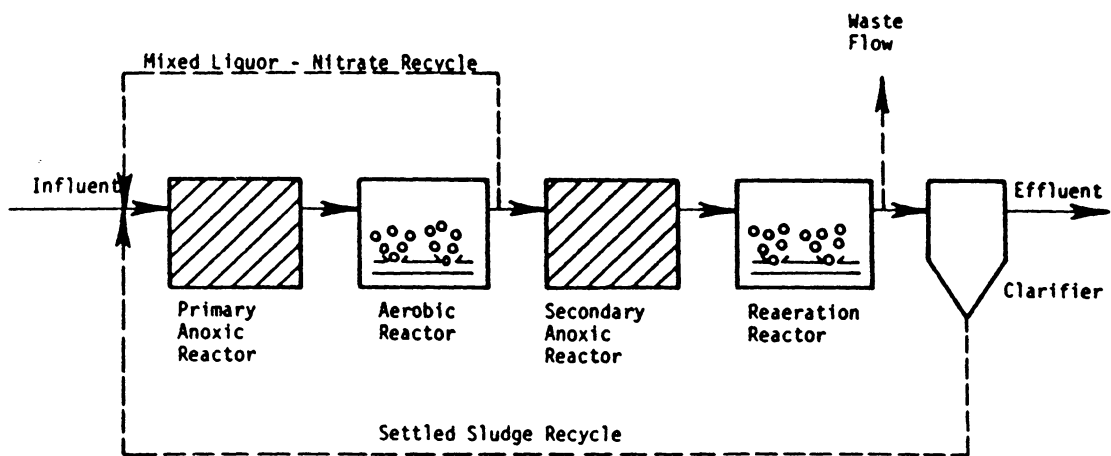 Waste
Flow
Mixed Liquor - Nitrate Recycle
Influent
Effluent
Primary
Anoxic
Reactor
Aerobic
Reactor
Secondary
Anoxic
Reactor
Reaeration
Reactor
Clarifier
Settled Sludge Recycle